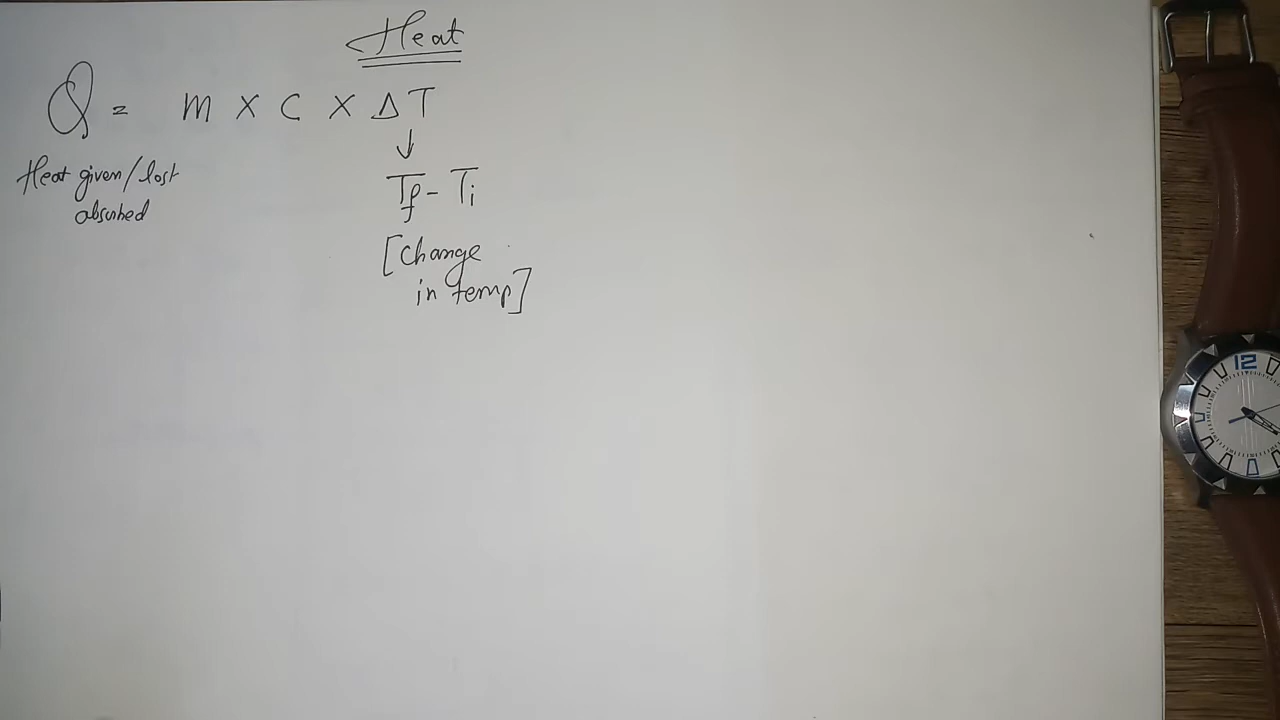 Heat
Q = m X C X ΔT
↓
Heat given/lost
absorbed
Tf - Ti
[Change
in temp]
12